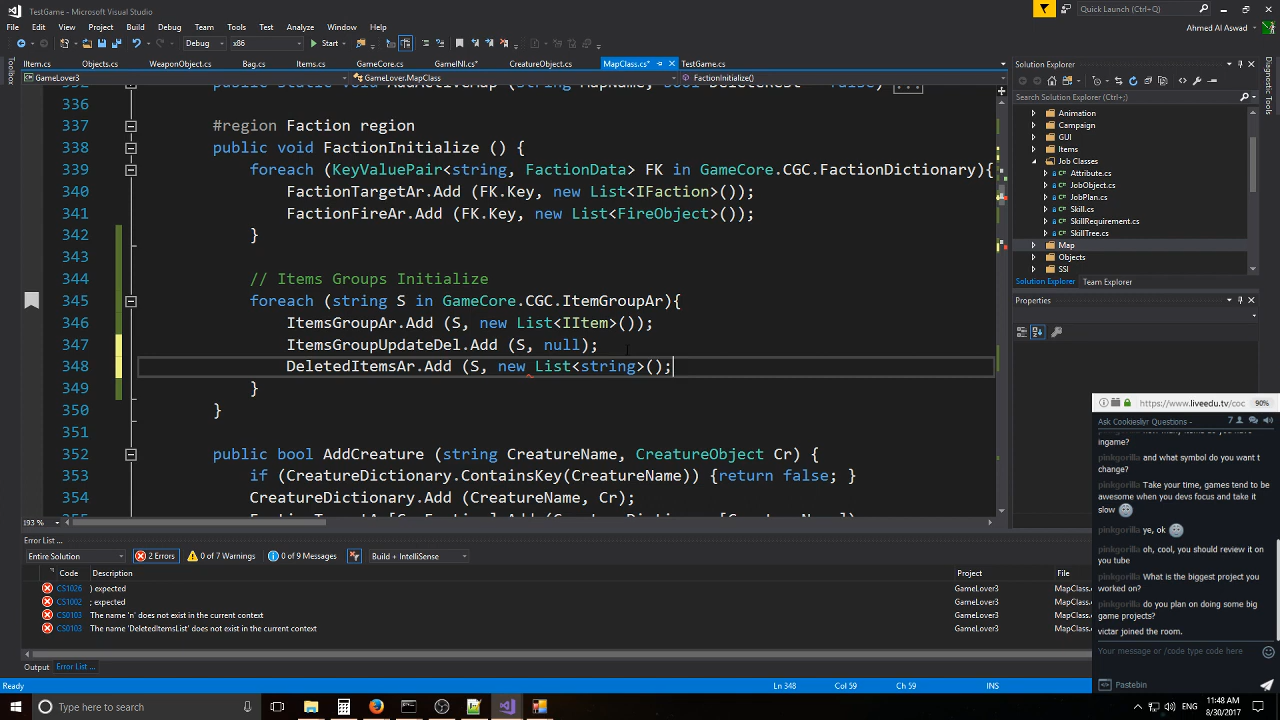 TestGame - Microsoft Visual Studio
Quick Launch (Ctrl+;)
File Edit View Project Build Debug Team Tools Test Analyze Window Help
Ahmed Al Aswad
Debug x86 Start
IItem.cs Objects.cs WeaponObject.cs Bag.cs Items.cs GameCore.cs GameINI.cs* CreatureObject.cs MapClass.cs* TestGame.cs
GameLover3 GameLover.MapClass FactionInitialize()
Toolbox
336
337 #region Faction region
338 public void FactionInitialize () {
339 foreach (KeyValuePair<string, FactionData> FK in GameCore.CGC.FactionDictionary){
340 FactionTargetAr.Add (FK.Key, new List<IFaction>());
341 FactionFireAr.Add (FK.Key, new List<FireObject>());
342 }
343
344 // Items Groups Initialize
345 foreach (string S in GameCore.CGC.ItemGroupAr){
346 ItemsGroupAr.Add (S, new List<IItem>());
347 ItemsGroupUpdateDel.Add (S, null);
348 DeletedItemsAr.Add (S, new List<string>();
349 }
350 }
351
352 public bool AddCreature (string CreatureName, CreatureObject Cr) {
353 if (CreatureDictionary.ContainsKey(CreatureName)) {return false; }
354 CreatureDictionary.Add (CreatureName, Cr);
193 %
Solution Explorer
Search Solution Explorer (Ctrl+;)
Animation
Campaign
GUI
Items
Job Classes
Attribute.cs
JobObject.cs
JobPlan.cs
Skill.cs
SkillRequirement.cs
SkillTree.cs
Map
Objects
SSI
Solution Explorer Team Explorer
Properties
Diagnostic Tools
Error List ...
Entire Solution 2 Errors 0 of 7 Warnings 0 of 9 Messages Build + IntelliSense
Code Description Project File
CS1026 ) expected GameLover3 MapClass.c
CS1002 ; expected GameLover3 MapClass.c
CS0103 The name 'n' does not exist in the current context GameLover3 MapClass.c
CS0103 The name 'DeletedItemsList' does not exist in the current context GameLover3 MapClass.c
Output Error List ...
Ready Ln 348 Col 59 Ch 59 INS
https://www.liveedu.tv/coc 90%
Ask Cookiesliyr Questions - 7
ingame?
pinkgorilla and what symbol do you want t
change?
pinkgorilla Take your time, games tend to be
awesome when you devs focus and take it
slow
pinkgorilla ye, ok
pinkgorilla oh, cool, you should review it on
you tube
pinkgorilla What is the biggest project you
worked on?
pinkgorilla do you plan on doing some big
game projects?
victar joined the room.
Your message or /code type code here
Pastebin
Type here to search
ENG
11:48 AM
8/30/2017